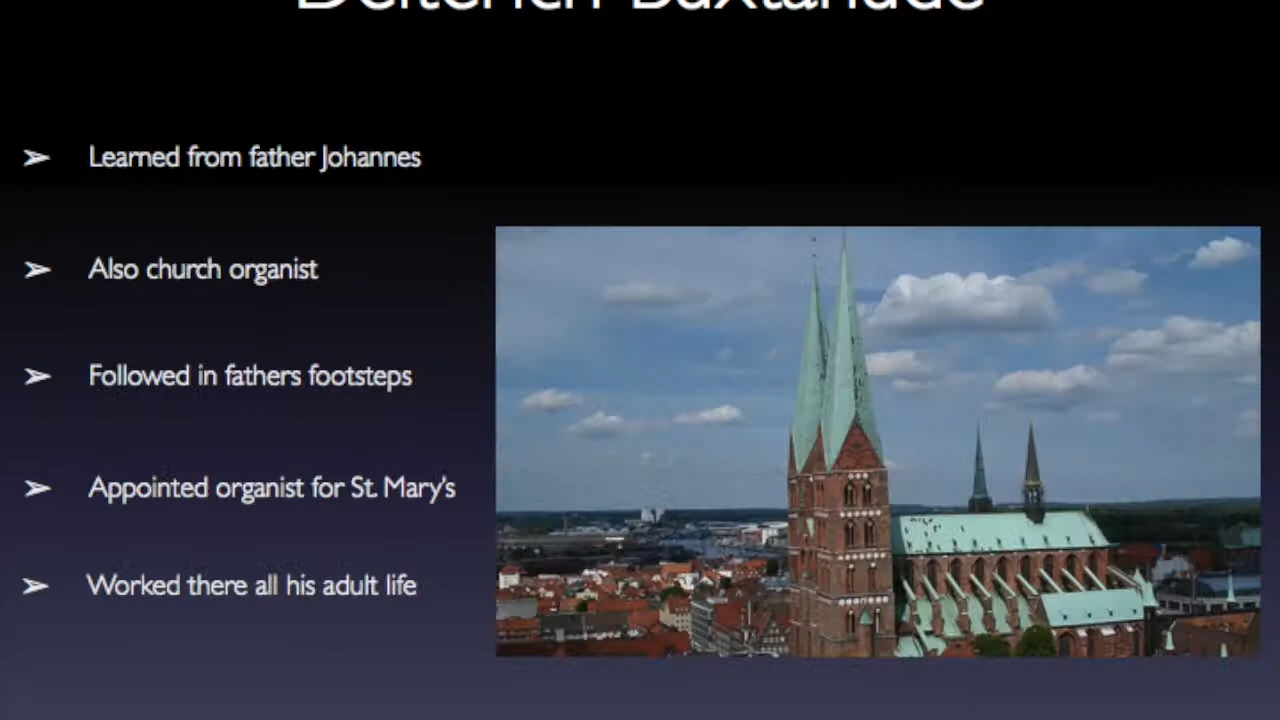 ➢ Learned from father Johannes
➢ Also church organist
➢ Followed in fathers footsteps
➢ Appointed organist for St. Mary's
➢ Worked there all his adult life